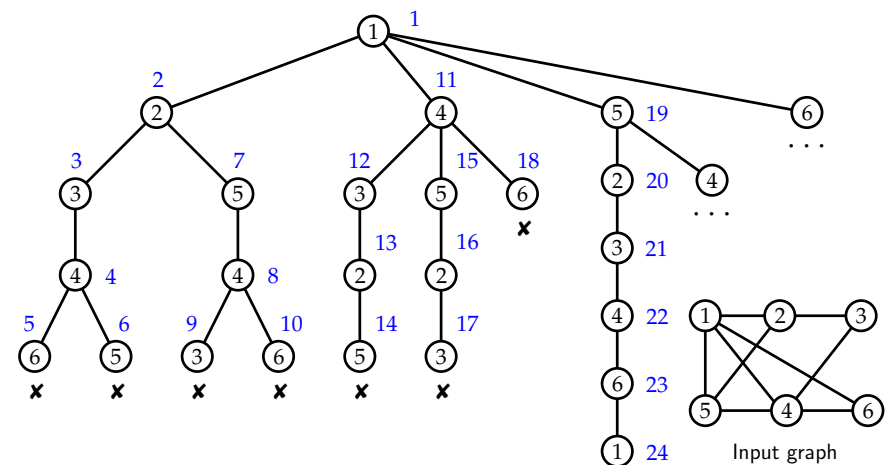 1 1
2 11
2 4 5 19 6
. . .
3 7 12 15 18
3 5 3 5 6 2 20 4
✘ . . .
13 16 3 21
4 4 4 8 2 2
5 6 9 10 14 17 4 22 1 2 3
6 5 3 6 5 3
✘ ✘ ✘ ✘ ✘ ✘ 6 23 5 4 6
1 24 Input graph